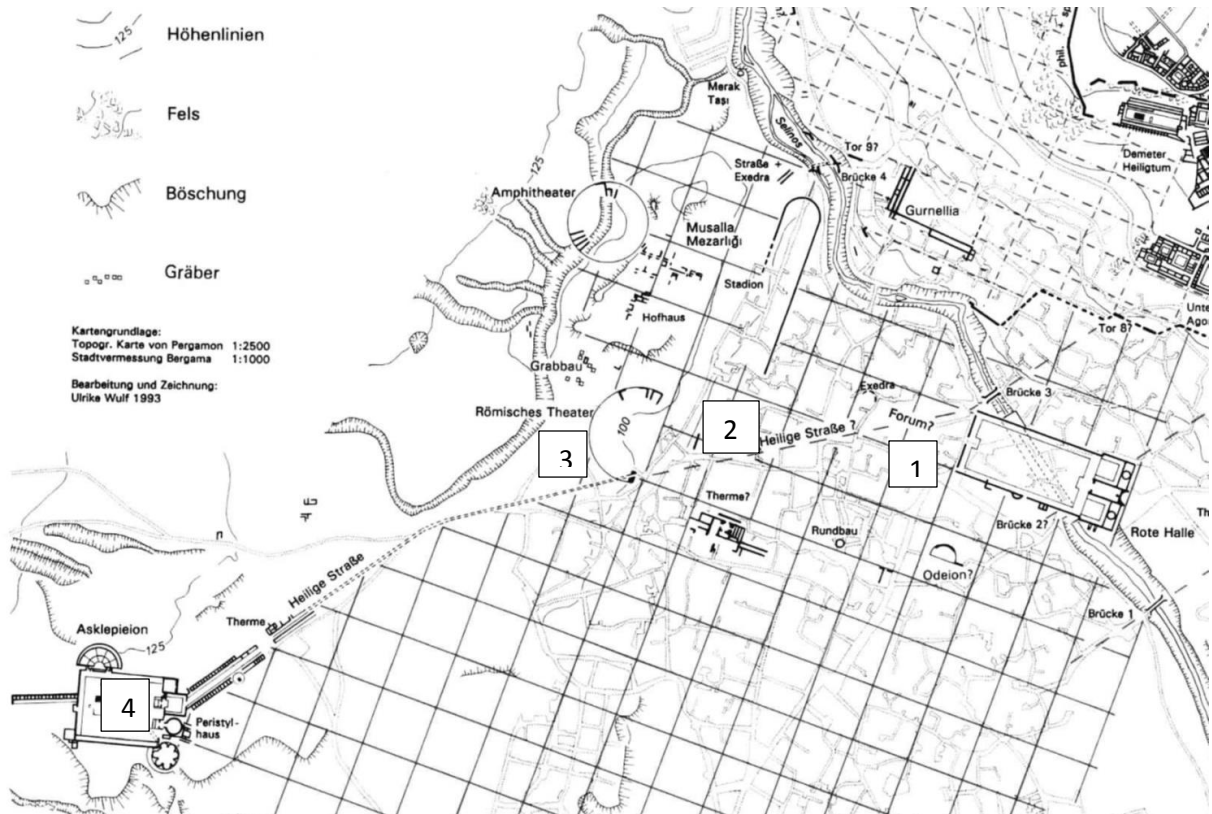 125
Höhenlinien
Fels
Böschung
Gräber
Kartengrundlage:
Topogr. Karte von Pergamon 1:2500
Stadtvermessung Bergama 1:1000
Bearbeitung und Zeichnung:
Ulrike Wulf 1993
phil.
Merak
Taşı
Selinos
Tor 9?
Demeter
Heiligtum
125
Straße +
Exedra
Brücke 4
Amphitheater
Gurnellia
Musalla
Mezarlığı
Stadion
Hofhaus
Tor 8?
Grabbau
Exedra
Brücke 3
Römisches Theater
100
2
Heilige Straße ?
Forum?
3
1
Therme?
Brücke 2?
Rote Halle
Rundbau
Odeion?
Heilige Straße
Brücke 1
Therme
Asklepieion
125
4
Peristyl-
haus